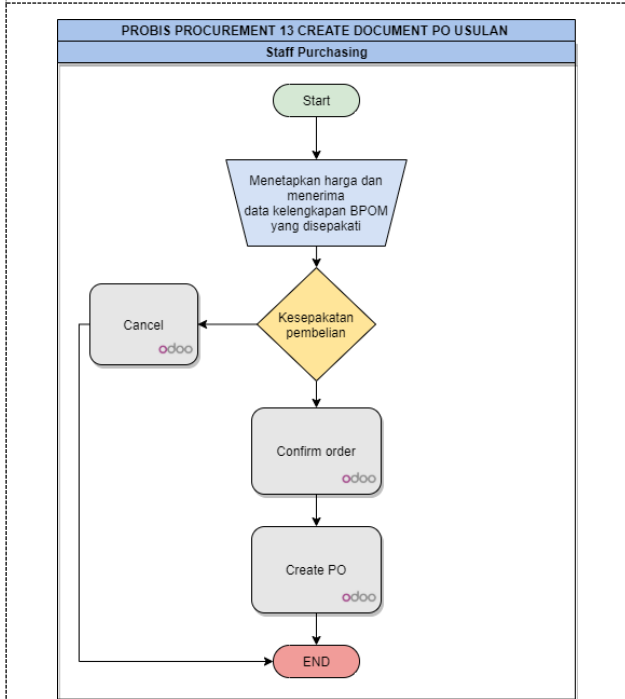 PROBIS PROCUREMENT 13 CREATE DOCUMENT PO USULAN
Staff Purchasing
Start
Menetapkan harga dan
menerima
data kelengkapan BPOM
yang disepakati
Kesepakatan
pembelian
Cancel
odoo
Confirm order
odoo
Create PO
odoo
END